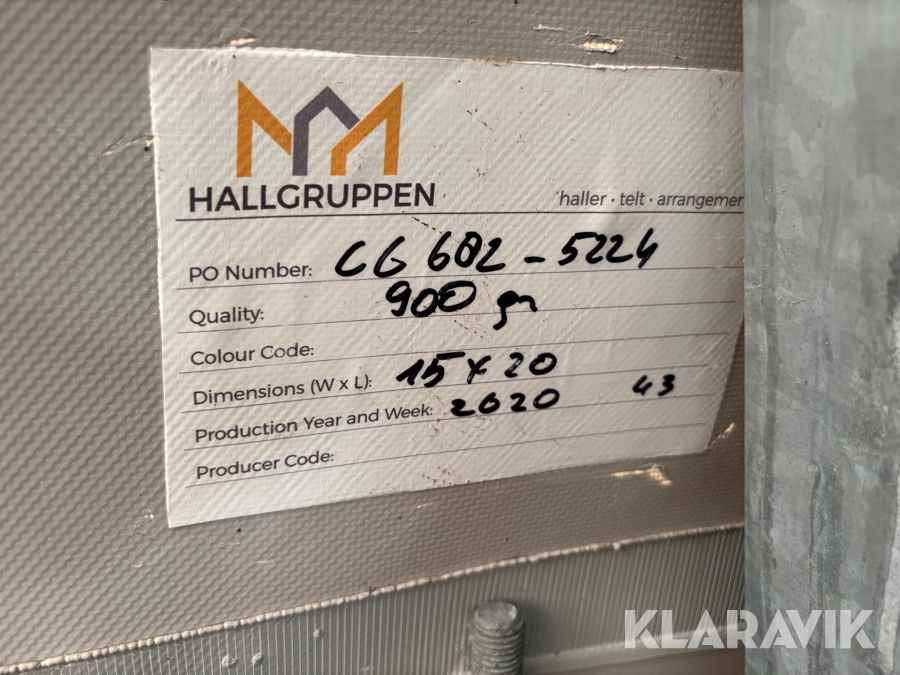 HALLGRUPPEN
haller · telt · arrangemen
PO Number: CG 602 - 5224
Quality: 900 gr
Colour Code:
Dimensions (W x L): 15 x 20
Production Year and Week: 2020 43
Producer Code:
KLARAVIK